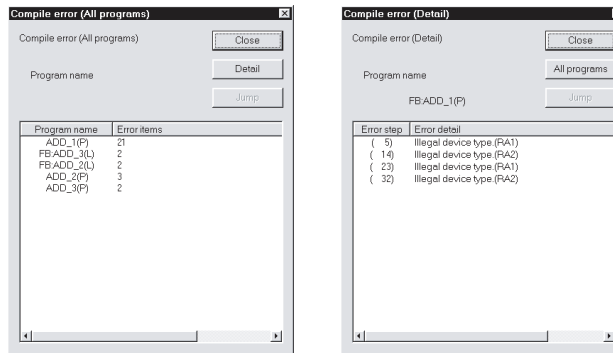 Compile error (All programs)
Compile error (All programs)
Close
Program name
Detail
Jump
Program name Error items
ADD_1(P) 21
FB:ADD_3(L) 2
FB:ADD_2(L) 2
ADD_2(P) 3
ADD_3(P) 2
Compile error (Detail)
Compile error (Detail)
Close
Program name
All programs
FB:ADD_1(P)
Jump
Error step Error detail
( 5) Illegal device type.(RA1)
( 14) Illegal device type.(RA2)
( 23) Illegal device type.(RA1)
( 32) Illegal device type.(RA2)